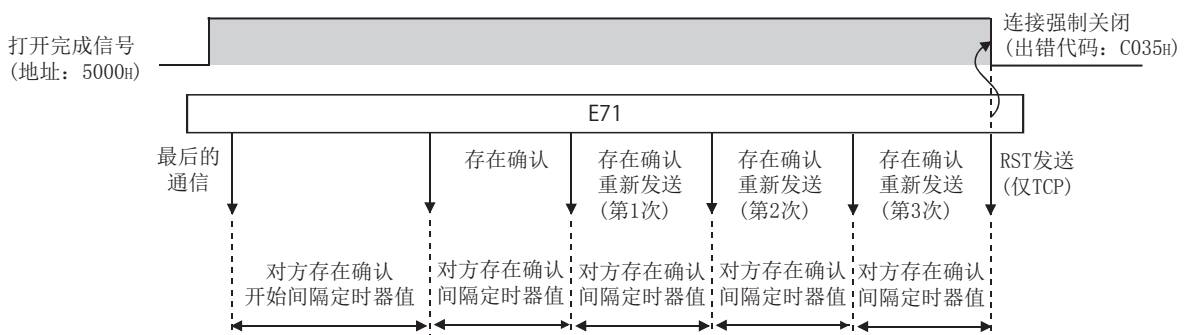 打开完成信号
(地址：5000H)
连接强制关闭
(出错代码：C035H)
E71
最后的
通信
存在确认
存在确认
重新发送
(第1次)
存在确认
重新发送
(第2次)
存在确认
重新发送
(第3次)
RST发送
(仅TCP)
对方存在确认
开始间隔定时器值
对方存在确认
间隔定时器值
对方存在确认
间隔定时器值
对方存在确认
间隔定时器值
对方存在确认
间隔定时器值